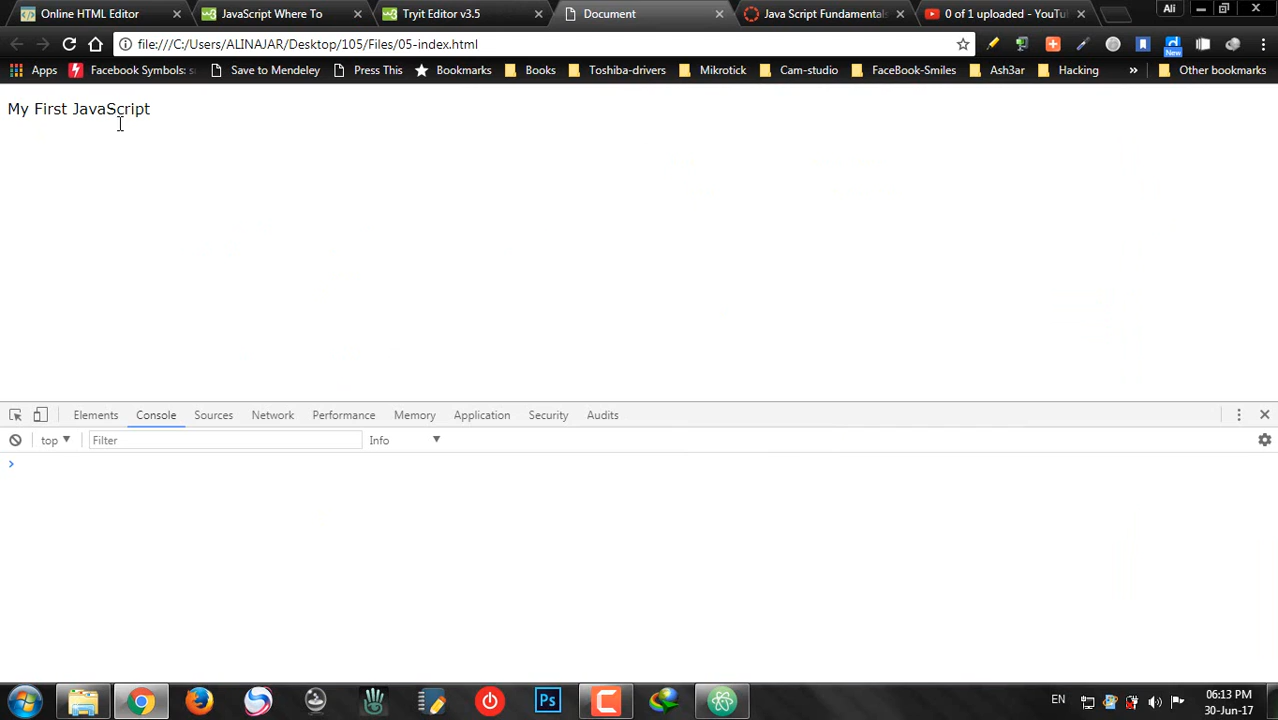 Online HTML Editor
JavaScript Where To
Tryit Editor v3.5
Document
Java Script Fundamentals
0 of 1 uploaded - YouTu
Ali
file:///C:/Users/ALINAJAR/Desktop/105/Files/05-index.html
New
Apps
Facebook Symbols: s
Save to Mendeley
Press This
Bookmarks
Books
Toshiba-drivers
Mikrotick
Cam-studio
FaceBook-Smiles
Ash3ar
Hacking
»
Other bookmarks
My First JavaScript
Elements
Console
Sources
Network
Performance
Memory
Application
Security
Audits
top
Filter
Info
Ps
EN
06:13 PM
30-Jun-17